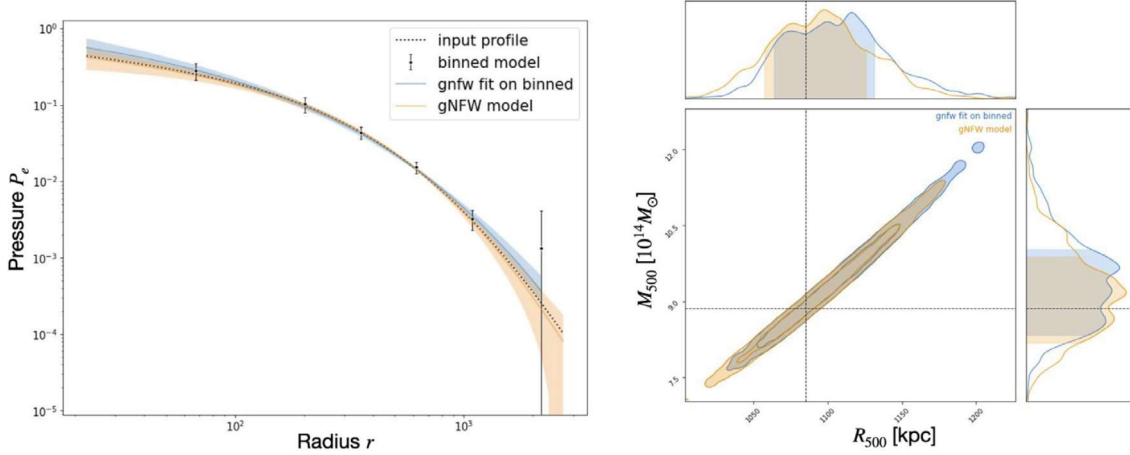 input profile
binned model
gnfw fit on binned
gNFW model
Pressure P_e
10⁰
10⁻¹
10⁻²
10⁻³
10⁻⁴
10⁻⁵
10²
10³
Radius r
gnfw fit on binned
gNFW model
M₅₀₀ [10¹⁴M⊙]
12.0
10.5
9.0
7.5
1050
1100
1150
1200
R₅₀₀ [kpc]